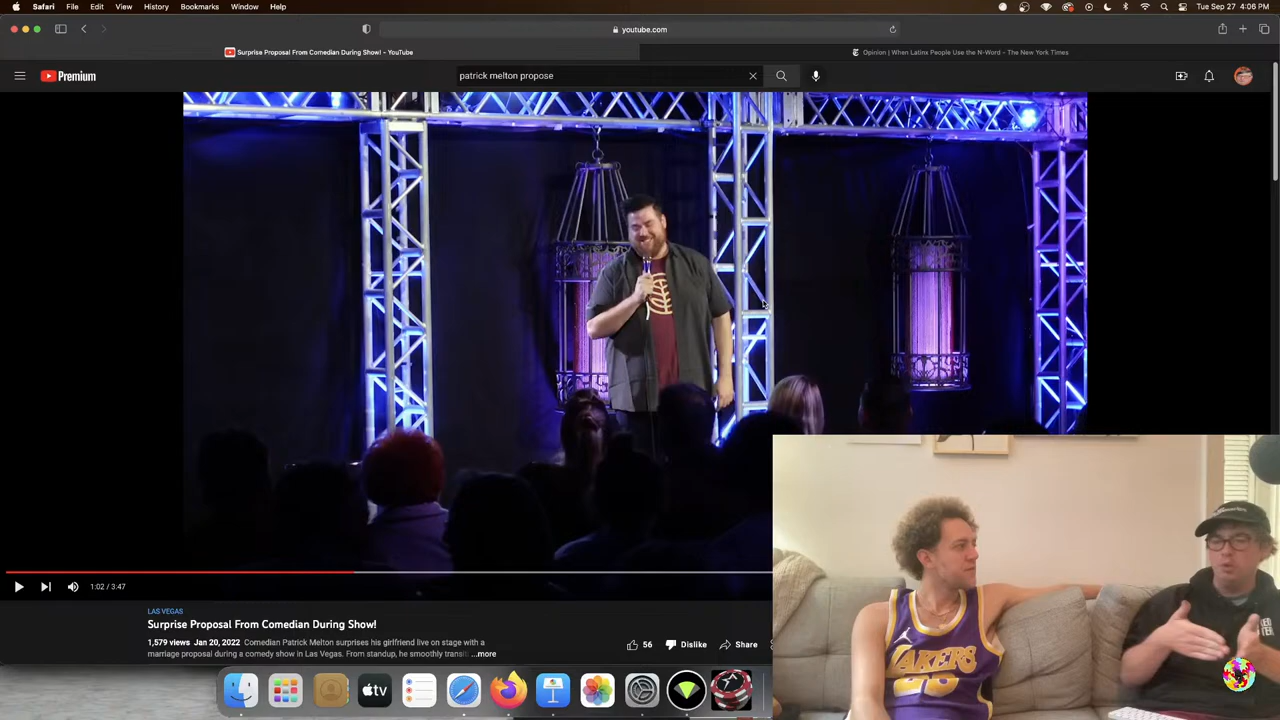 Safari File Edit View History Bookmarks Window Help Tue Sep 27 4:06 PM
youtube.com
Surprise Proposal From Comedian During Show! - YouTube
Opinion | When Latinx People Use the N-Word - The New York Times
Premium
patrick melton propose
1:02 / 3:47
LAS VEGAS
Surprise Proposal From Comedian During Show!
1,579 views Jan 20, 2022 Comedian Patrick Melton surprises his girlfriend live on stage with a
marriage proposal during a comedy show in Las Vegas. From standup, he smoothly transit ...more
56 Dislike Share
tv
LAKERS